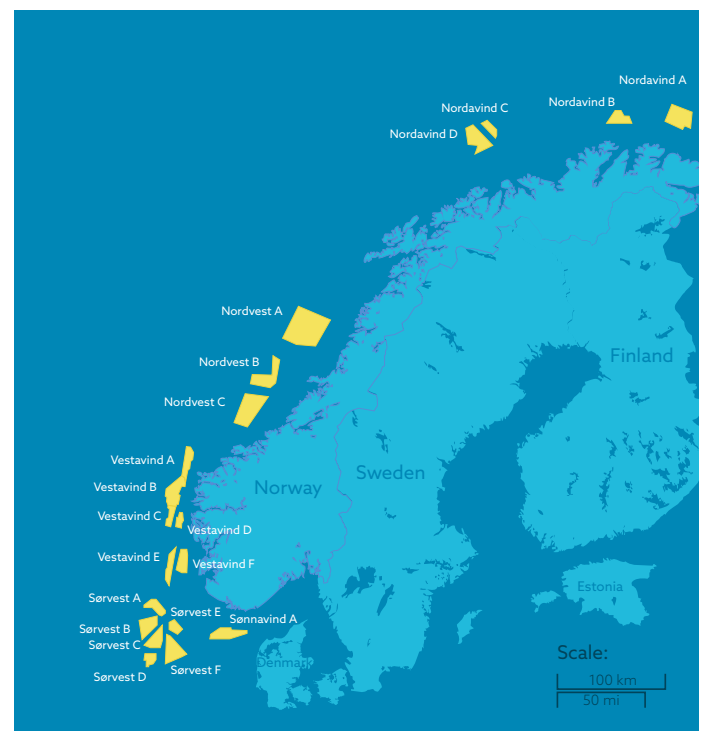 Nordavind A
Nordavind B
Nordavind C
Nordavind D
Nordvest A
Nordvest B
Finland
Nordvest C
Vestavind A
Sweden
Vestavind B
Norway
Vestavind C
Vestavind D
Vestavind E
Vestavind F
Estonia
Sørvest A
Sørvest E
Sønnavind A
Sørvest B
Sørvest C
Scale:
Denmark
Sørvest F
Sørvest D
100 km
50 mi